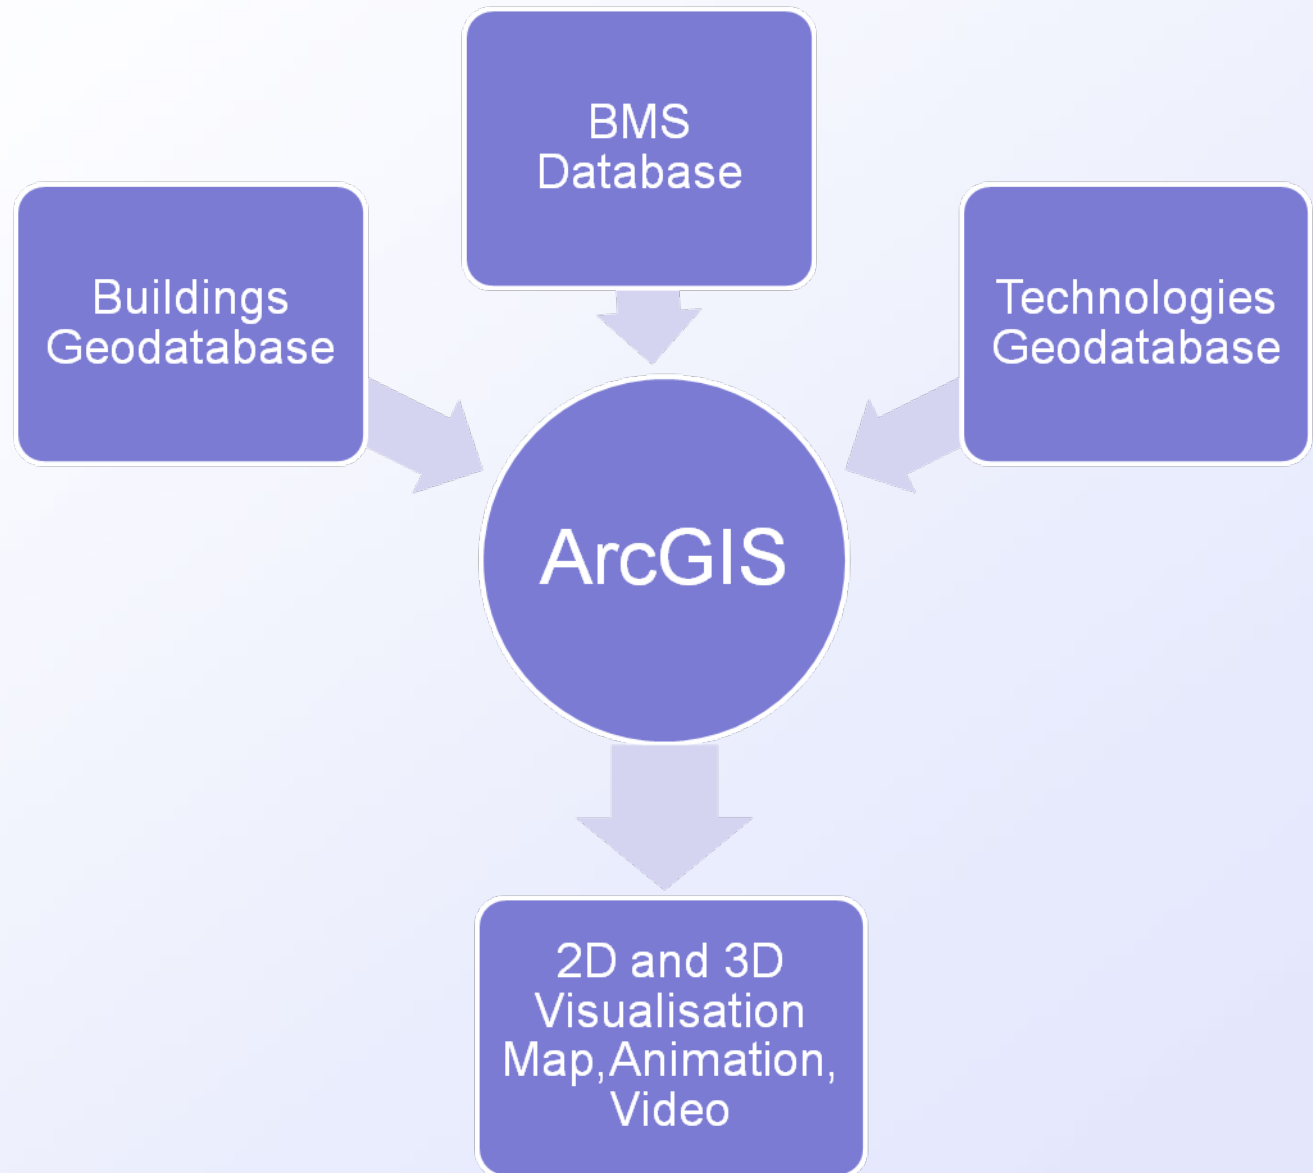 BMS
Database
Buildings
Geodatabase
Technologies
Geodatabase
ArcGIS
2D and 3D
Visualisation
Map,Animation,
Video